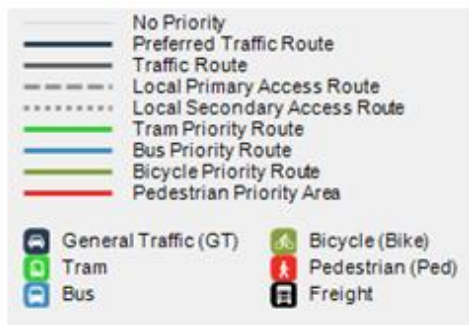 No Priority
Preferred Traffic Route
Traffic Route
Local Primary Access Route
Local Secondary Access Route
Tram Priority Route
Bus Priority Route
Bicycle Priority Route
Pedestrian Priority Area
General Traffic (GT)
Bicycle (Bike)
Tram
Pedestrian (Ped)
Bus
Freight